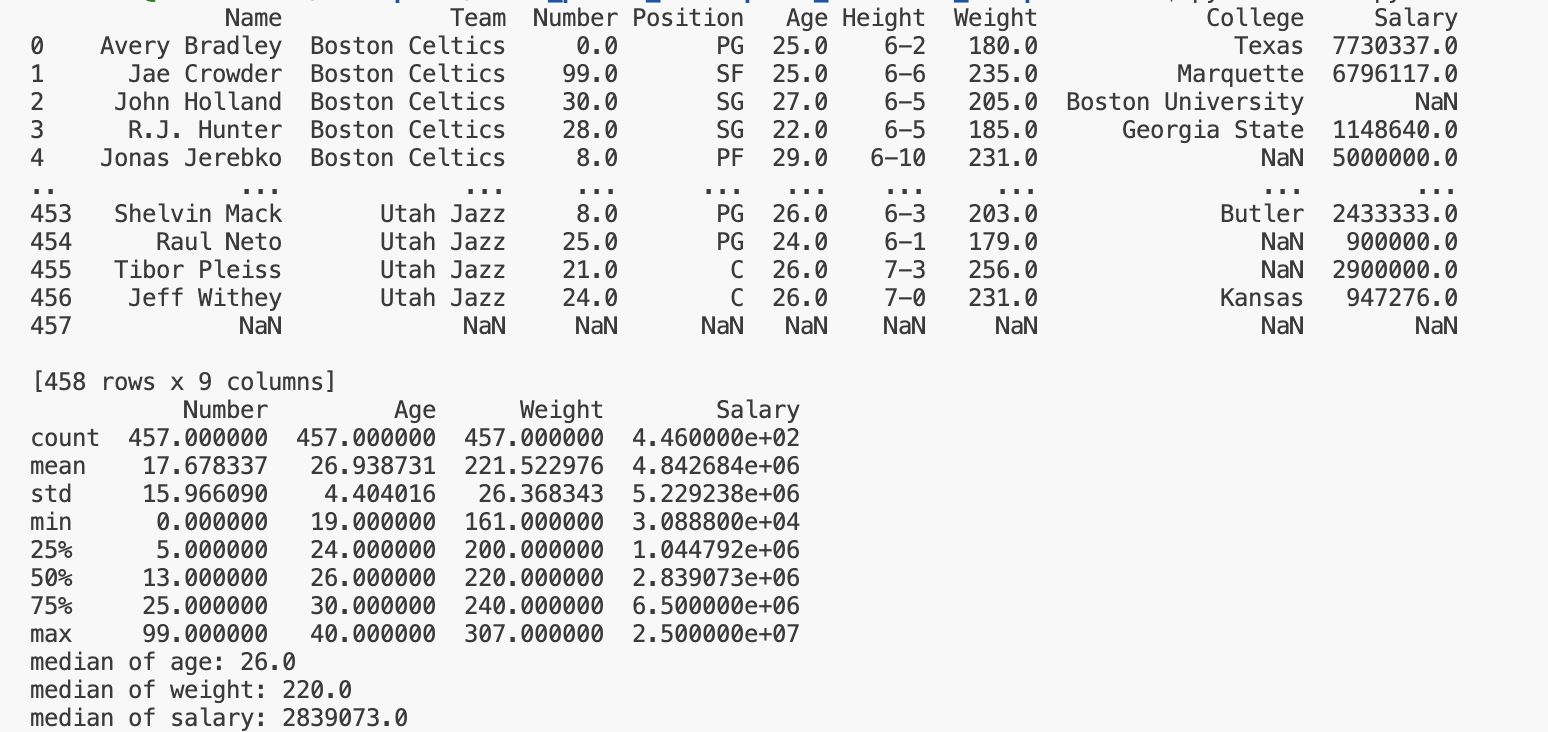 Name Team Number Position Age Height Weight College Salary
0 Avery Bradley Boston Celtics 0.0 PG 25.0 6-2 180.0 Texas 7730337.0
1 Jae Crowder Boston Celtics 99.0 SF 25.0 6-6 235.0 Marquette 6796117.0
2 John Holland Boston Celtics 30.0 SG 27.0 6-5 205.0 Boston University NaN
3 R.J. Hunter Boston Celtics 28.0 SG 22.0 6-5 185.0 Georgia State 1148640.0
4 Jonas Jerebko Boston Celtics 8.0 PF 29.0 6-10 231.0 NaN 5000000.0
.. ... ... ... ... ... ... ... ... ...
453 Shelvin Mack Utah Jazz 8.0 PG 26.0 6-3 203.0 Butler 2433333.0
454 Raul Neto Utah Jazz 25.0 PG 24.0 6-1 179.0 NaN 900000.0
455 Tibor Pleiss Utah Jazz 21.0 C 26.0 7-3 256.0 NaN 2900000.0
456 Jeff Withey Utah Jazz 24.0 C 26.0 7-0 231.0 Kansas 947276.0
457 NaN NaN NaN NaN NaN NaN NaN NaN NaN
[458 rows x 9 columns]
Number Age Weight Salary
count 457.000000 457.000000 457.000000 4.460000e+02
mean 17.678337 26.938731 221.522976 4.842684e+06
std 15.966090 4.404016 26.368343 5.229238e+06
min 0.000000 19.000000 161.000000 3.088800e+04
25% 5.000000 24.000000 200.000000 1.044792e+06
50% 13.000000 26.000000 220.000000 2.839073e+06
75% 25.000000 30.000000 240.000000 6.500000e+06
max 99.000000 40.000000 307.000000 2.500000e+07
median of age: 26.0
median of weight: 220.0
median of salary: 2839073.0